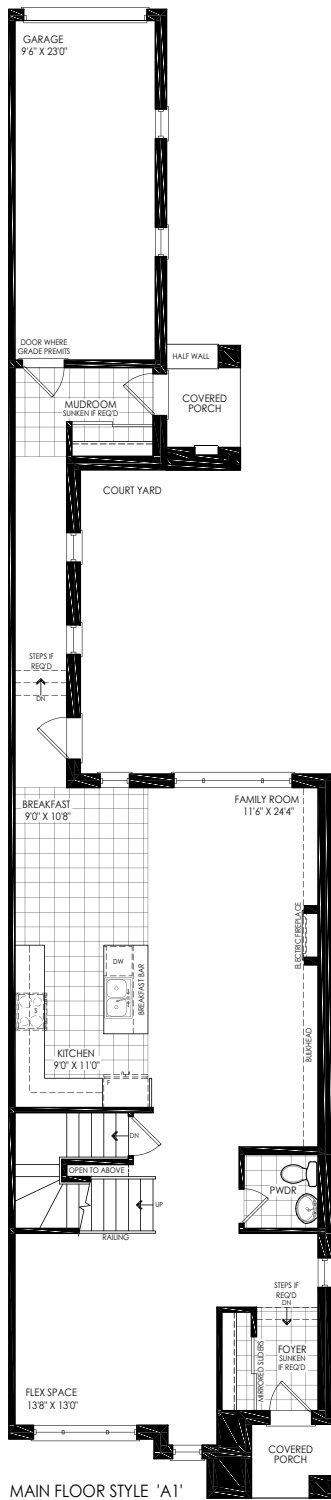 GARAGE
9'6" X 23'0"
DOOR WHERE
GRADE PREMITS
HALF WALL
MUDROOM
SUNKEN IF REQ'D
COVERED
PORCH
COURT YARD
STEPS IF
REQ'D
DN
BREAKFAST
9'0" X 10'8"
FAMILY ROOM
11'6" X 24'4"
ELECTRIC FIREPLACE
DW
BREAKFAST BAR
S
BULKHEAD
KITCHEN
9'0" X 11'0"
F
DN
OPEN TO ABOVE
PWDR
UP
RAILING
STEPS IF
REQ'D
DN
MIRRORED SLIDERS
FOYER
SUNKEN
IF REQ'D
FLEX SPACE
13'8" X 13'0"
COVERED
PORCH
MAIN FLOOR STYLE 'A1'